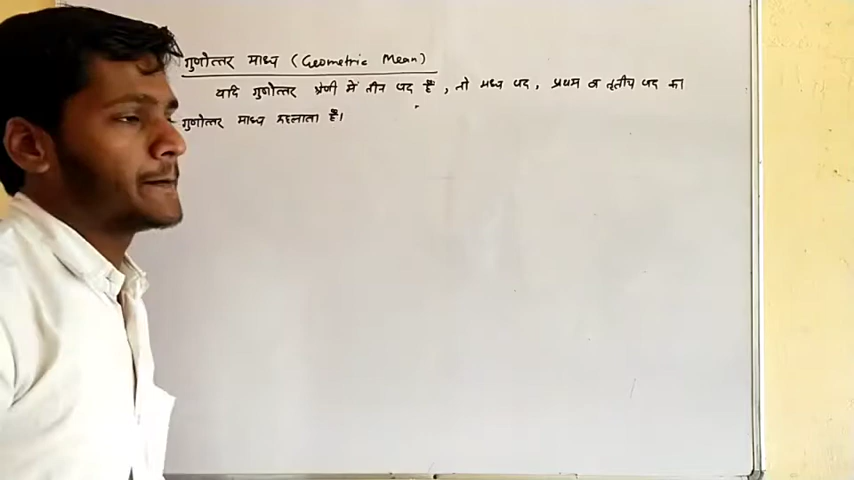 गुणोत्तर माध्य (Geometric Mean)
यदि गुणोत्तर श्रेणी में तीन पद हैं, तो मध्य पद, प्रथम व तृतीय पद का
गुणोत्तर माध्य कहलाता है।